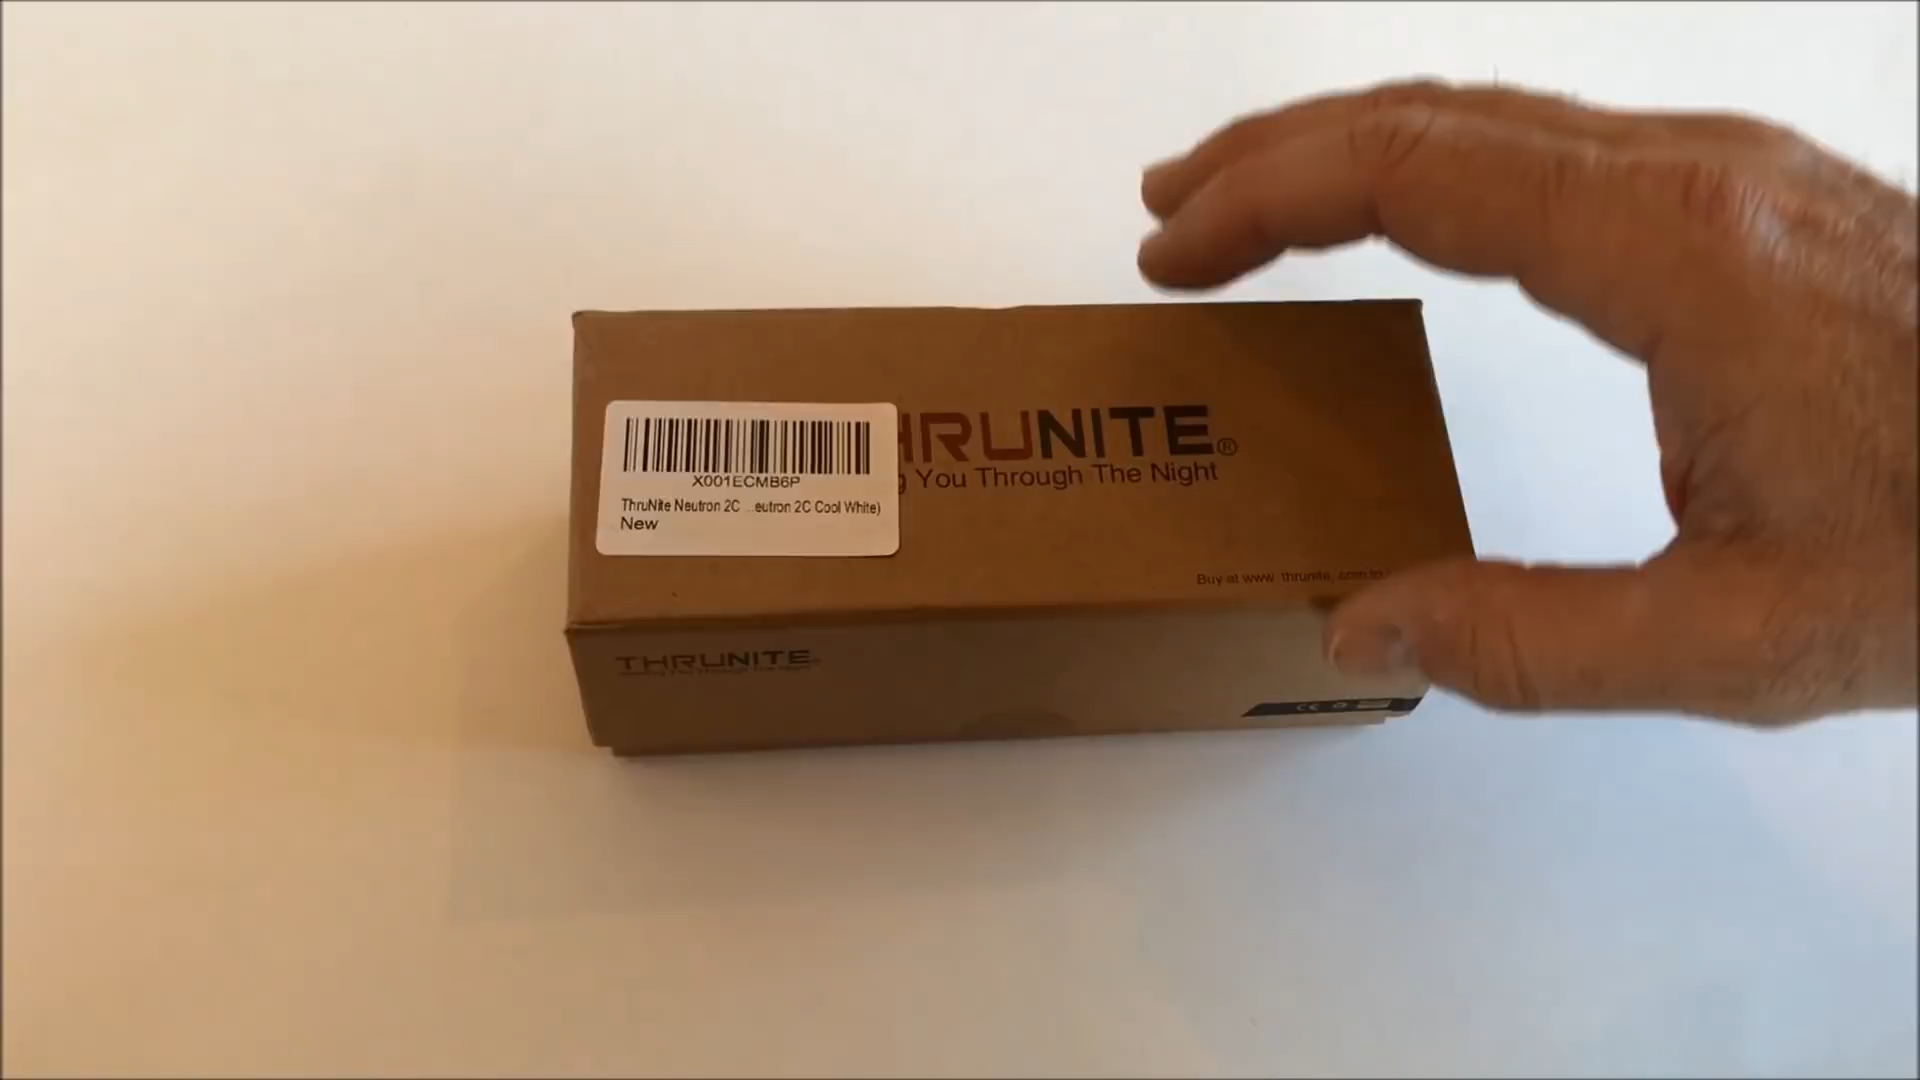 HRUNITE®
g You Through The Night
X001ECMB6P
ThruNite Neutron 2C ...eutron 2C Cool White)
New
Buy at www. thrunite. com
THRUNITE
CE